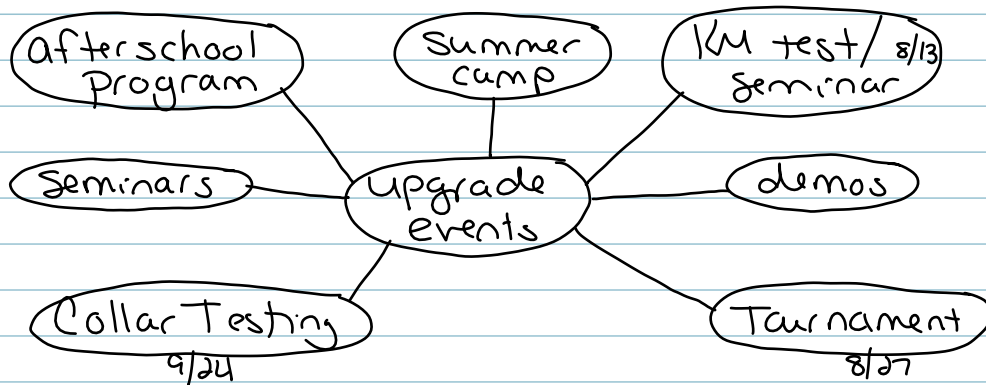 afterschool
program
summer
camp
KM test/ 8/13
seminar
seminars
upgrade
events
demos
Collar Testing
9/24
Tournament
8/27